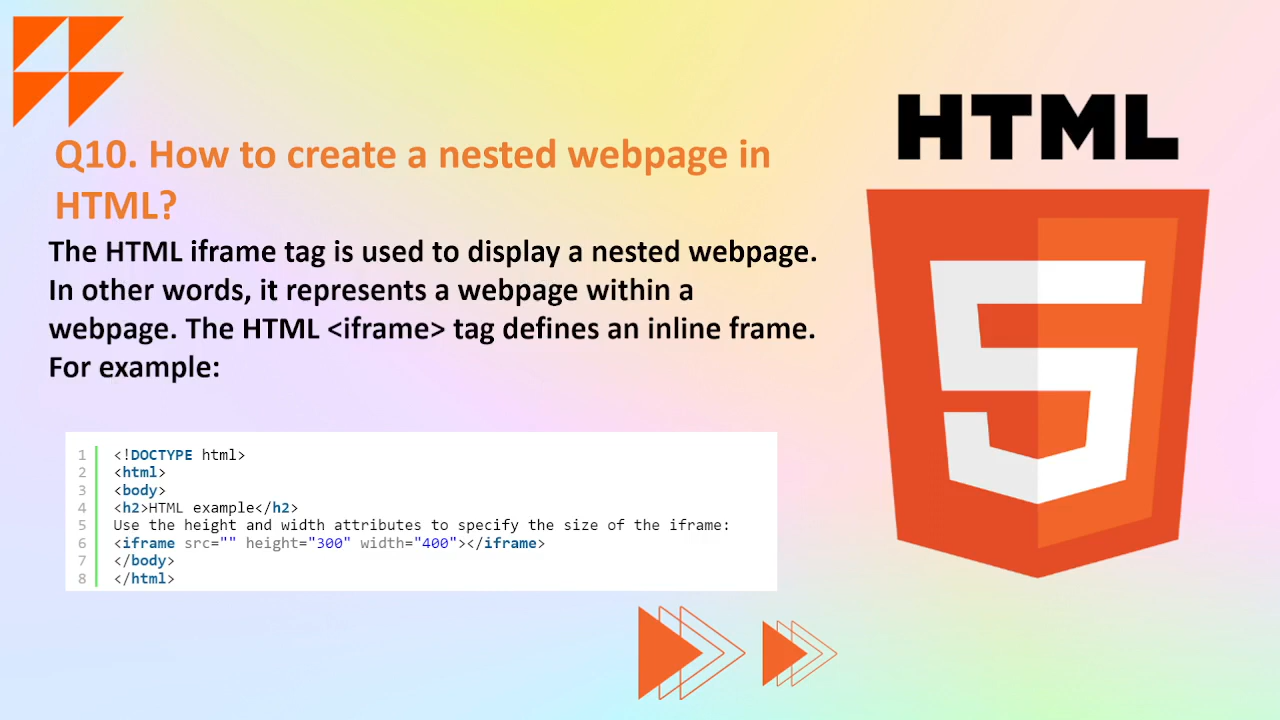 Q10. How to create a nested webpage in
HTML?
The HTML iframe tag is used to display a nested webpage.
In other words, it represents a webpage within a
webpage. The HTML <iframe> tag defines an inline frame.
For example:
1 <!DOCTYPE html>
2 <html>
3 <body>
4 <h2>HTML example</h2>
5 Use the height and width attributes to specify the size of the iframe:
6 <iframe src="" height="300" width="400"></iframe>
7 </body>
8 </html>
HTML
5